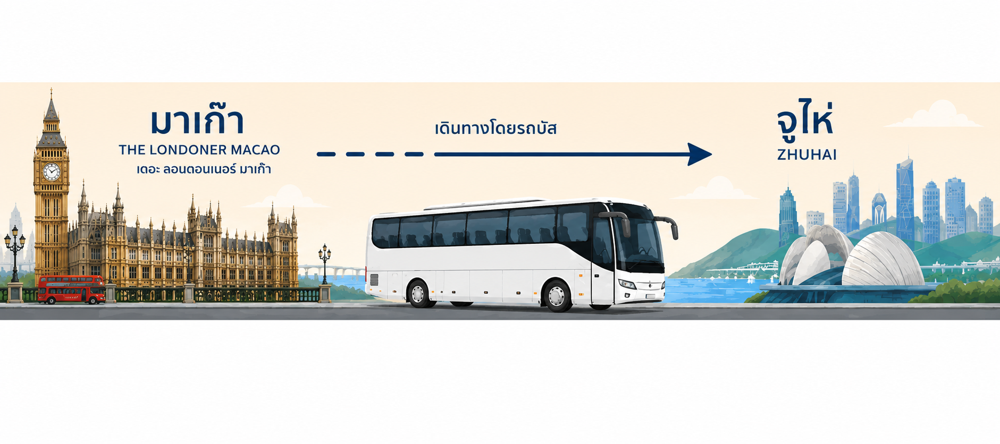 มาเก๊า
THE LONDONER MACAO
เดอะ ลอนดอนเนอร์ มาเก๊า
เดินทางโดยรถบัส
จูไห่
ZHUHAI